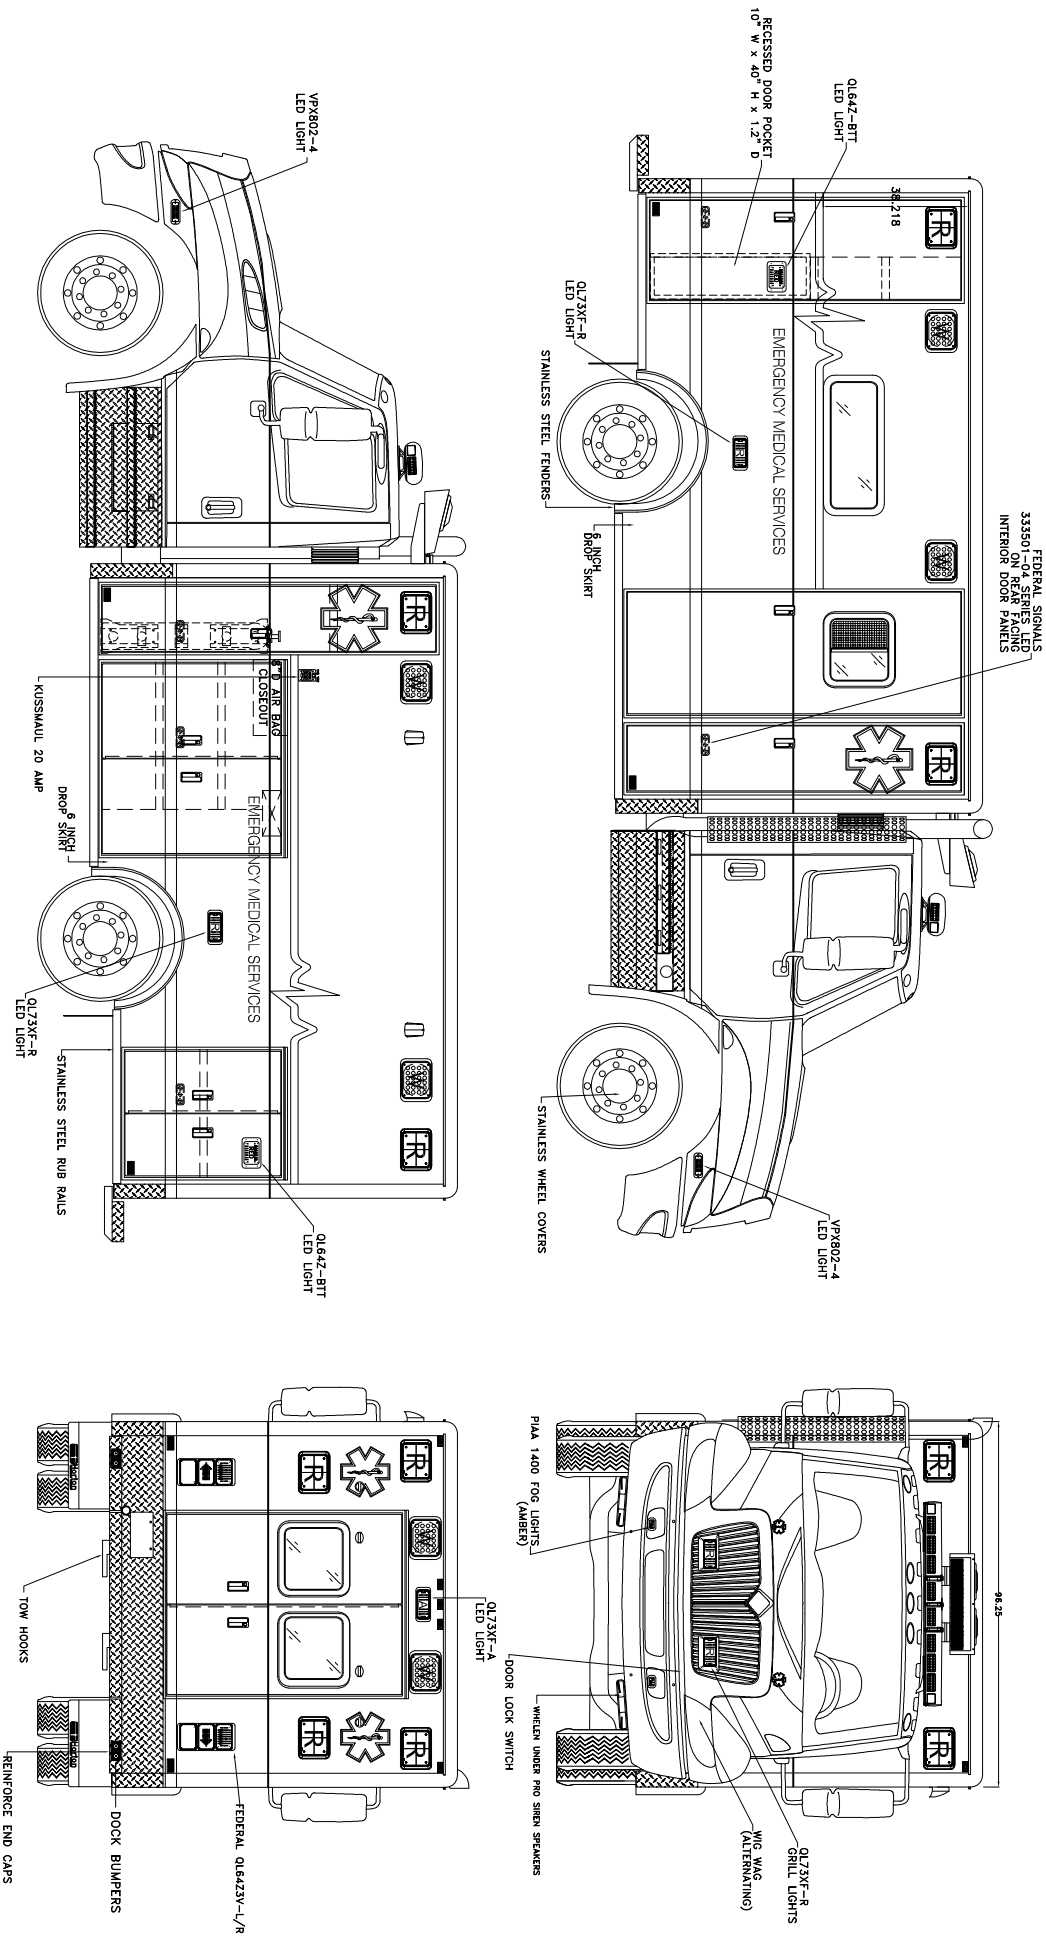 RECESSED DOOR POCKET
10" W x 40" H x 1.2" D
QL64Z-BTT
LED LIGHT
38.218
R
W
QL73XF-R
LED LIGHT
STAINLESS STEEL FENDERS
R
EMERGENCY MEDICAL SERVICES
6 INCH
DROP SKIRT
W
FEDERAL SIGNALS
333501-04 SERIES LED
ON REAR FACING
INTERIOR DOOR PANELS
R
STAINLESS WHEEL COVERS
VPX802-4
LED LIGHT
VPX802-4
LED LIGHT
R
W
8"D AIR BAG
CLOSEOUT
KUSSMAUL 20 AMP
6 INCH
DROP SKIRT
EMERGENCY MEDICAL SERVICES
R
QL73XF-R
LED LIGHT
STAINLESS STEEL RUB RAILS
W
R
QL64Z-BTT
LED LIGHT
96.25
R
R
R
R
PIAA 1400 FOG LIGHTS
(AMBER)
DOOR LOCK SWITCH
WHELEN UNDER PRO SIREN SPEAKERS
WIG WAG
(ALTERNATING)
QL73XF-R
GRILL LIGHTS
R
R
W
A
W
R
R
QL73XF-A
LED LIGHT
Horton
Horton
TOW HOOKS
FEDERAL QL64Z3V-L/R
DOCK BUMPERS
REINFORCE END CAPS